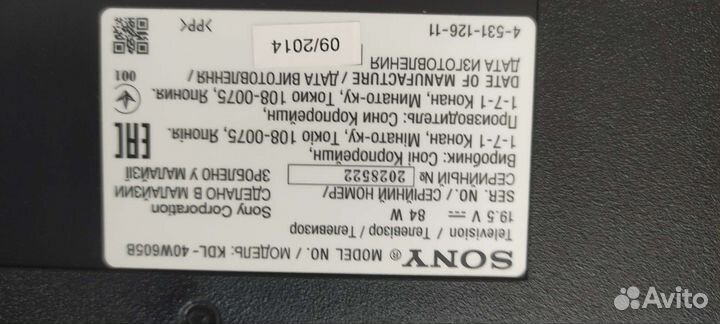 SONY® MODEL NO. / МОДЕЛЬ: KDL-40W605B
Television / Телевізор / Телевизор
19.5 V 84 W
Sony Corporation
SER. NO./ СЕРІЙНИЙ НОМЕР/
СДЕЛАНО В МАЛАЙЗИИ
СЕРИЙНЫЙ № 2028522
ЗРОБЛЕНО У МАЛАЙЗІЇ
Виробник: Соні Корпорейшн,
1-7-1 Конан, Мінато-ку, Токіо 108-0075, Японія.
Производитель: Сони Корпорейшн,
1-7-1 Конан, Минато-ку, Токио 108-0075, Япония.
DATE OF MANUFACTURE / ДАТА ВИГОТОВЛЕННЯ /
ДАТА ИЗГОТОВЛЕНИЯ 09/2014
EAC
001
4-531-126-11
>PP<
Avito